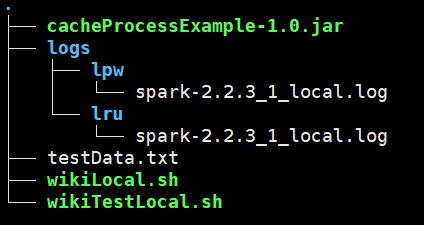 .
├── cacheProcessExample-1.0.jar
├── logs
│   ├── lpw
│   │   └── spark-2.2.3_1_local.log
│   └── lru
│       └── spark-2.2.3_1_local.log
├── testData.txt
├── wikiLocal.sh
└── wikiTestLocal.sh